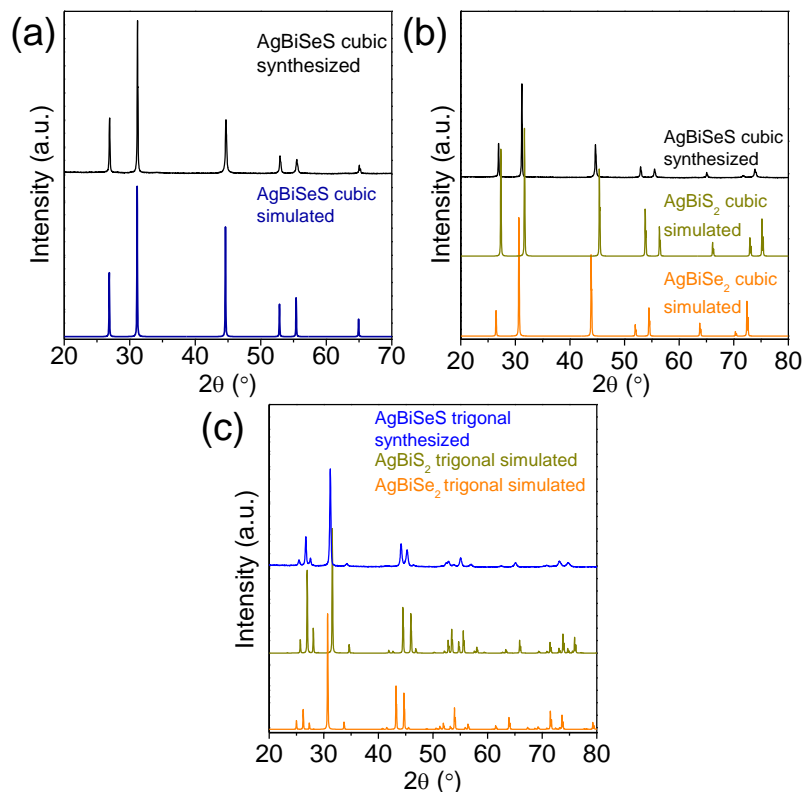 (a)
AgBiSeS cubic
synthesized
AgBiSeS cubic
simulated
Intensity (a.u.)
20 30 40 50 60 70
2θ (°)
(b)
AgBiSeS cubic
synthesized
AgBiS2 cubic
simulated
AgBiSe2 cubic
simulated
Intensity (a.u.)
20 30 40 50 60 70 80
2θ (°)
(c)
AgBiSeS trigonal
synthesized
AgBiS2 trigonal simulated
AgBiSe2 trigonal simulated
Intensity (a.u.)
20 30 40 50 60 70 80
2θ (°)